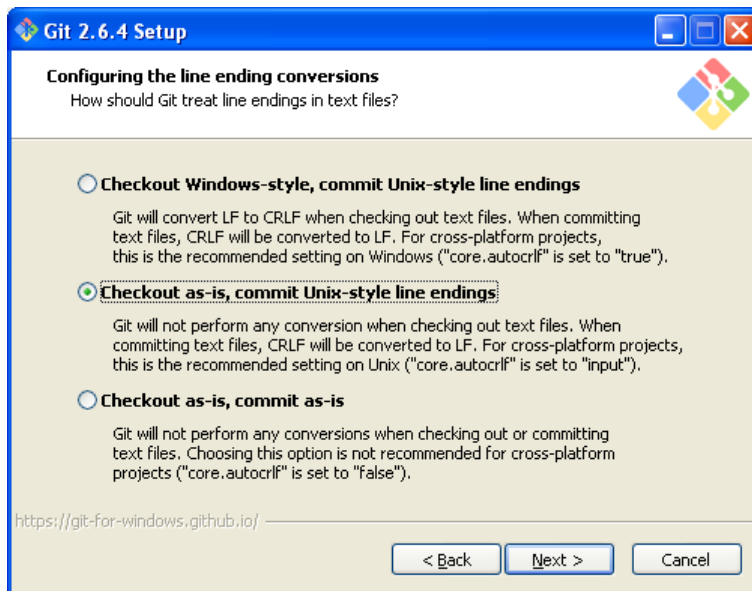 Git 2.6.4 Setup
Configuring the line ending conversions
How should Git treat line endings in text files?
Checkout Windows-style, commit Unix-style line endings
Git will convert LF to CRLF when checking out text files. When committing
text files, CRLF will be converted to LF. For cross-platform projects,
this is the recommended setting on Windows ("core.autocrlf" is set to "true").
Checkout as-is, commit Unix-style line endings
Git will not perform any conversion when checking out text files. When
committing text files, CRLF will be converted to LF. For cross-platform projects,
this is the recommended setting on Unix ("core.autocrlf" is set to "input").
Checkout as-is, commit as-is
Git will not perform any conversions when checking out or committing
text files. Choosing this option is not recommended for cross-platform
projects ("core.autocrlf" is set to "false").
https://git-for-windows.github.io/
< Back Next > Cancel